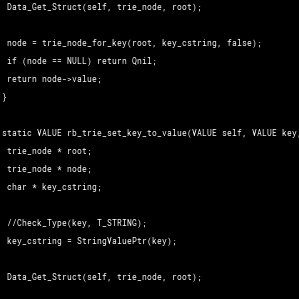 Data_Get_Struct(self, trie_node, root);
node = trie_node_for_key(root, key_cstring, false);
if (node == NULL) return Qnil;
return node->value;
}
static VALUE rb_trie_set_key_to_value(VALUE self, VALUE key,
trie_node * root;
trie_node * node;
char * key_cstring;
//Check_Type(key, T_STRING);
key_cstring = StringValuePtr(key);
Data_Get_Struct(self, trie_node, root);